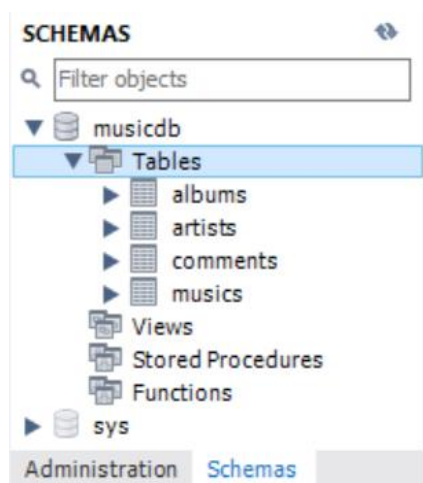 SCHEMAS
Filter objects
musicdb
Tables
albums
artists
comments
musics
Views
Stored Procedures
Functions
sys
Administration Schemas